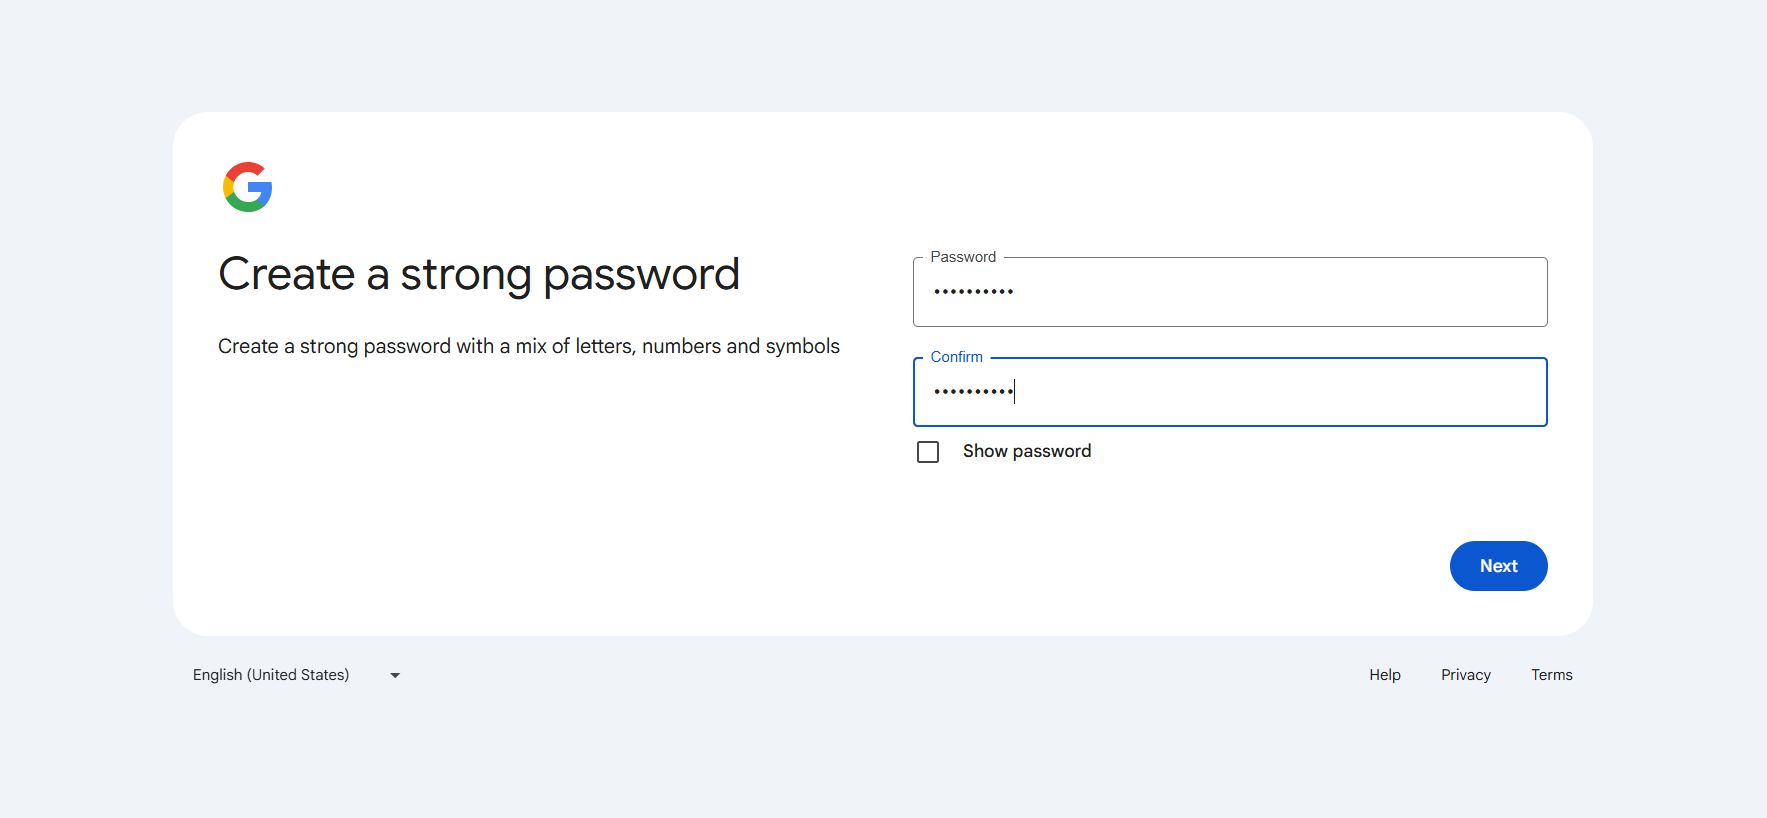 Create a strong password
Create a strong password with a mix of letters, numbers and symbols
Password
••••••••••
Confirm
••••••••••
Show password
Next
English (United States)
Help
Privacy
Terms